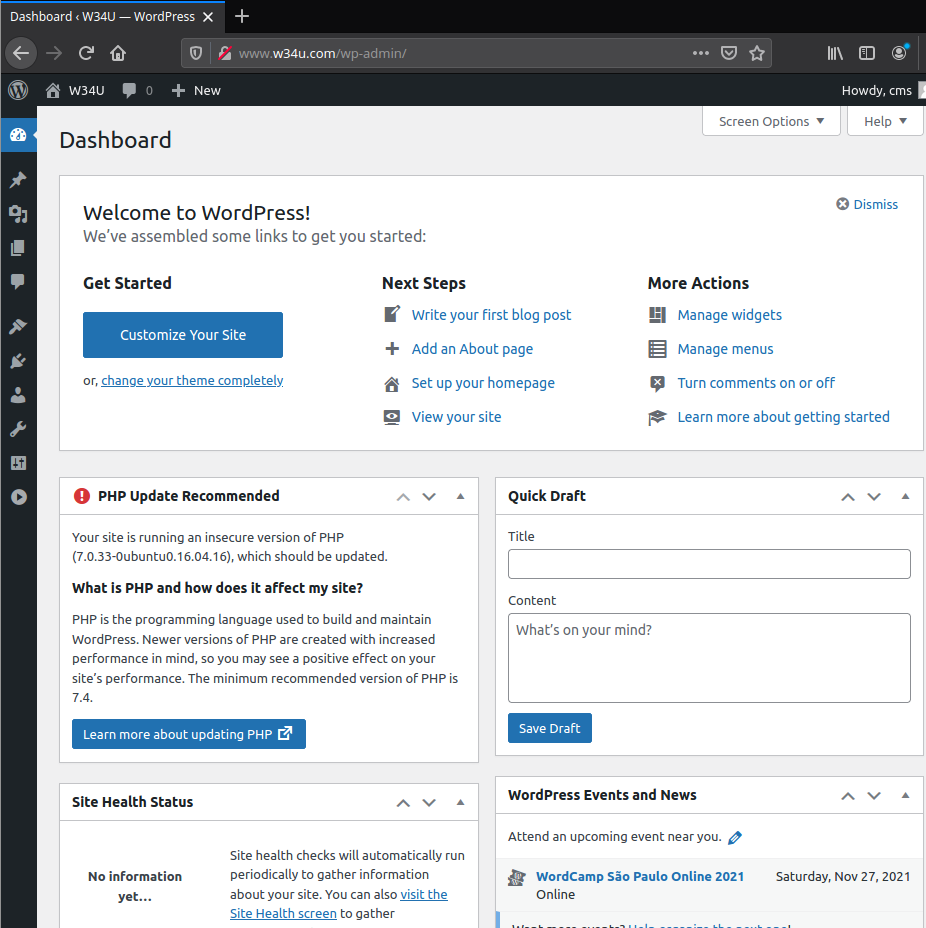 Dashboard ‹ W34U — WordPress
www.w34u.com/wp-admin/
W34U 0 New Howdy, cms
Screen Options Help
Dashboard
Welcome to WordPress!
Dismiss
We’ve assembled some links to get you started:
Get Started
Customize Your Site
or, change your theme completely
Next Steps
Write your first blog post
Add an About page
Set up your homepage
View your site
More Actions
Manage widgets
Manage menus
Turn comments on or off
Learn more about getting started
PHP Update Recommended
Your site is running an insecure version of PHP
(7.0.33-0ubuntu0.16.04.16), which should be updated.
What is PHP and how does it affect my site?
PHP is the programming language used to build and maintain
WordPress. Newer versions of PHP are created with increased
performance in mind, so you may see a positive effect on your
site’s performance. The minimum recommended version of PHP is
7.4.
Learn more about updating PHP
Site Health Status
No information
yet…
Site health checks will automatically run
periodically to gather information
about your site. You can also visit the
Site Health screen to gather
Quick Draft
Title
Content
What’s on your mind?
Save Draft
WordPress Events and News
Attend an upcoming event near you.
WordCamp São Paulo Online 2021 Saturday, Nov 27, 2021
Online
Want more events? Help organize the next one!